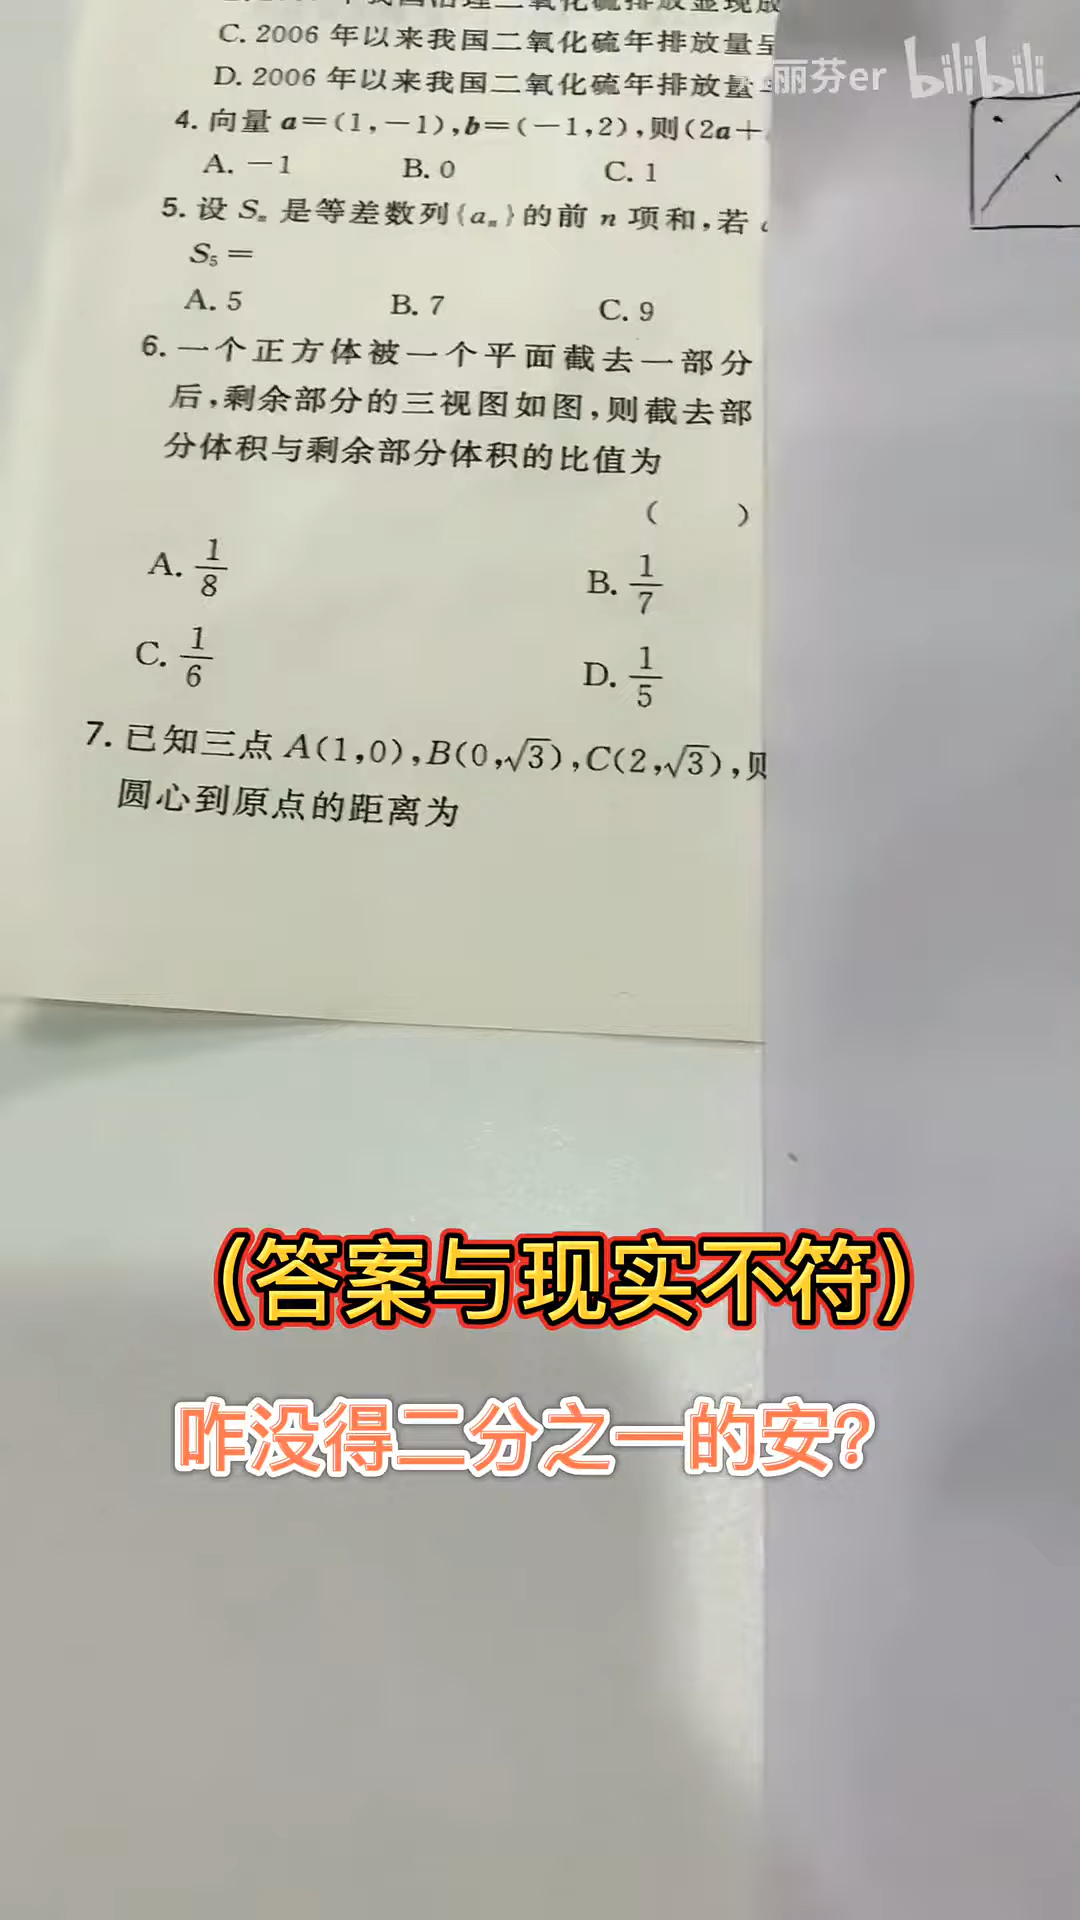 C. 2006 年以来我国二氧化硫年排放量呈
D. 2006 年以来我国二氧化硫年排放量
丽芬er bilibili
4. 向量 a=(1,-1),b=(-1,2),则(2a+
A. -1 B. 0 C. 1
5. 设 Sₙ 是等差数列{aₙ}的前 n 项和,若
S₅=
A. 5 B. 7 C. 9
6. 一个正方体被一个平面截去一部分
后,剩余部分的三视图如图,则截去部
分体积与剩余部分体积的比值为
( )
A. 1/8 B. 1/7
C. 1/6 D. 1/5
7. 已知三点 A(1,0),B(0,√3),C(2,√3),则
圆心到原点的距离为
(答案与现实不符)
咋没得二分之一的安?